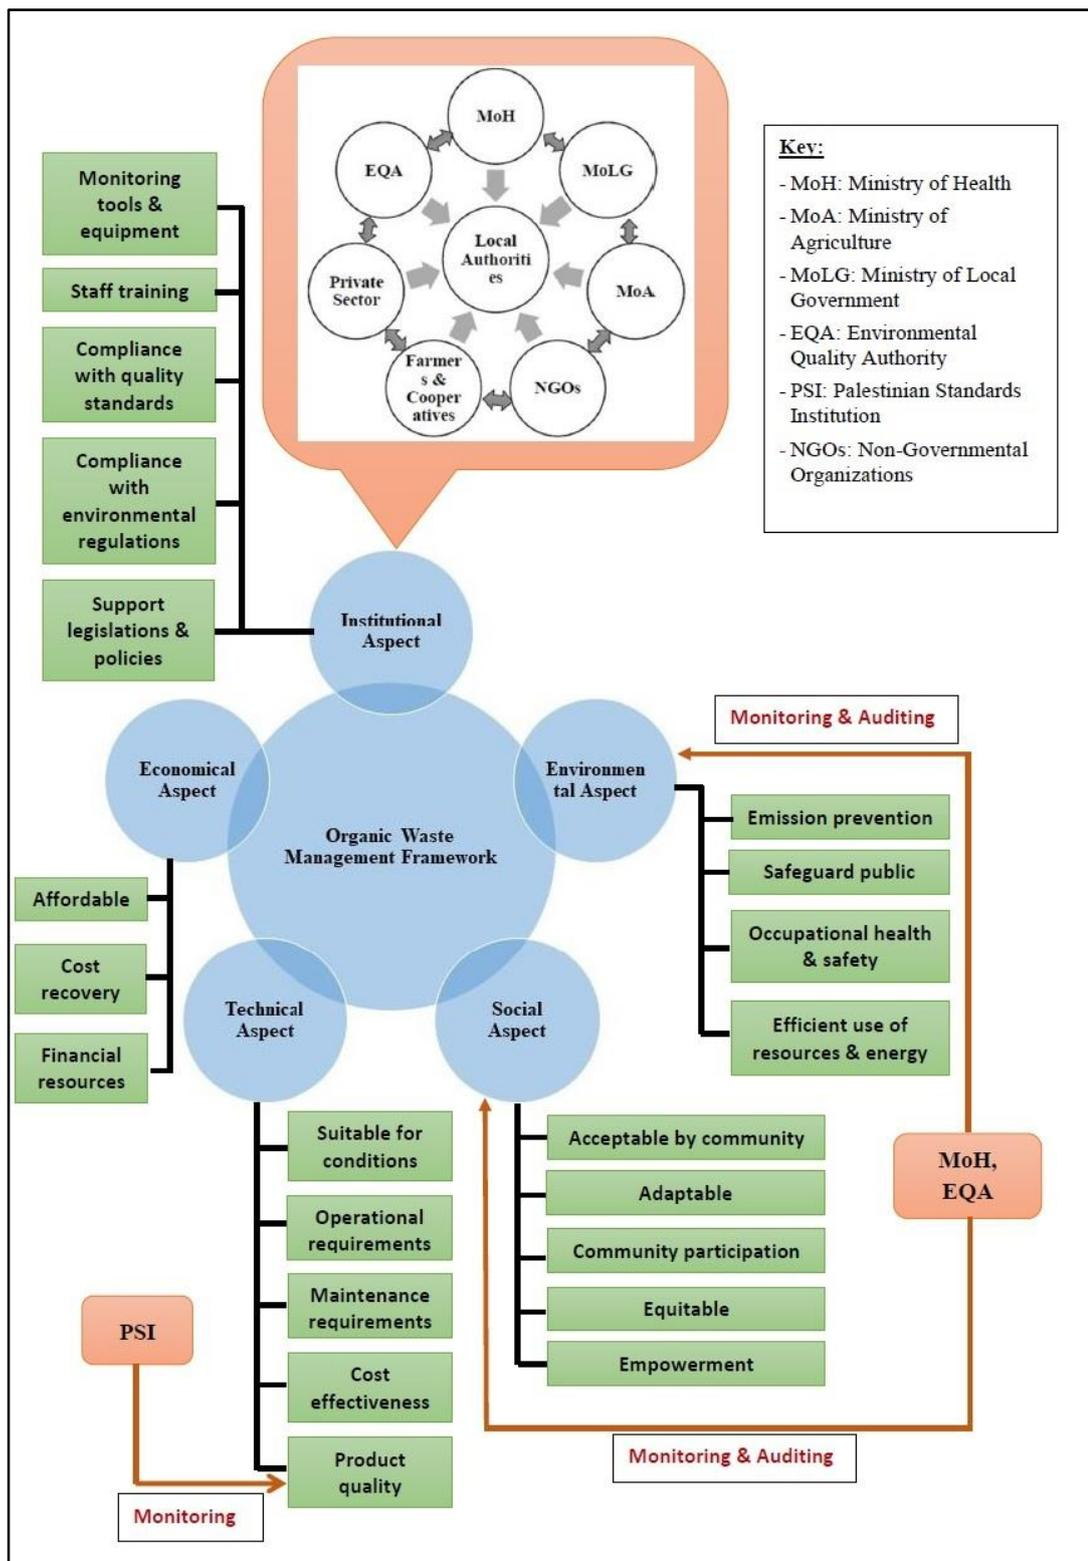 MoH
EQA
MoLG
Local
Authoriti
es
Private
Sector
MoA
Farmer
s &
Cooper
atives
NGOs
Key:
- MoH: Ministry of Health
- MoA: Ministry of
Agriculture
- MoLG: Ministry of Local
Government
- EQA: Environmental
Quality Authority
- PSI: Palestinian Standards
Institution
- NGOs: Non-Governmental
Organizations
Monitoring
tools &
equipment
Staff training
Compliance
with quality
standards
Compliance
with
environmental
regulations
Support
legislations &
policies
Institutional
Aspect
Monitoring & Auditing
Economical
Aspect
Environmen
tal Aspect
Organic Waste
Management Framework
Emission prevention
Safeguard public
Occupational health
& safety
Efficient use of
resources & energy
Affordable
Cost
recovery
Financial
resources
Technical
Aspect
Social
Aspect
Suitable for
conditions
Operational
requirements
Maintenance
requirements
Cost
effectiveness
Product
quality
Acceptable by community
Adaptable
Community participation
Equitable
Empowerment
MoH,
EQA
PSI
Monitoring & Auditing
Monitoring